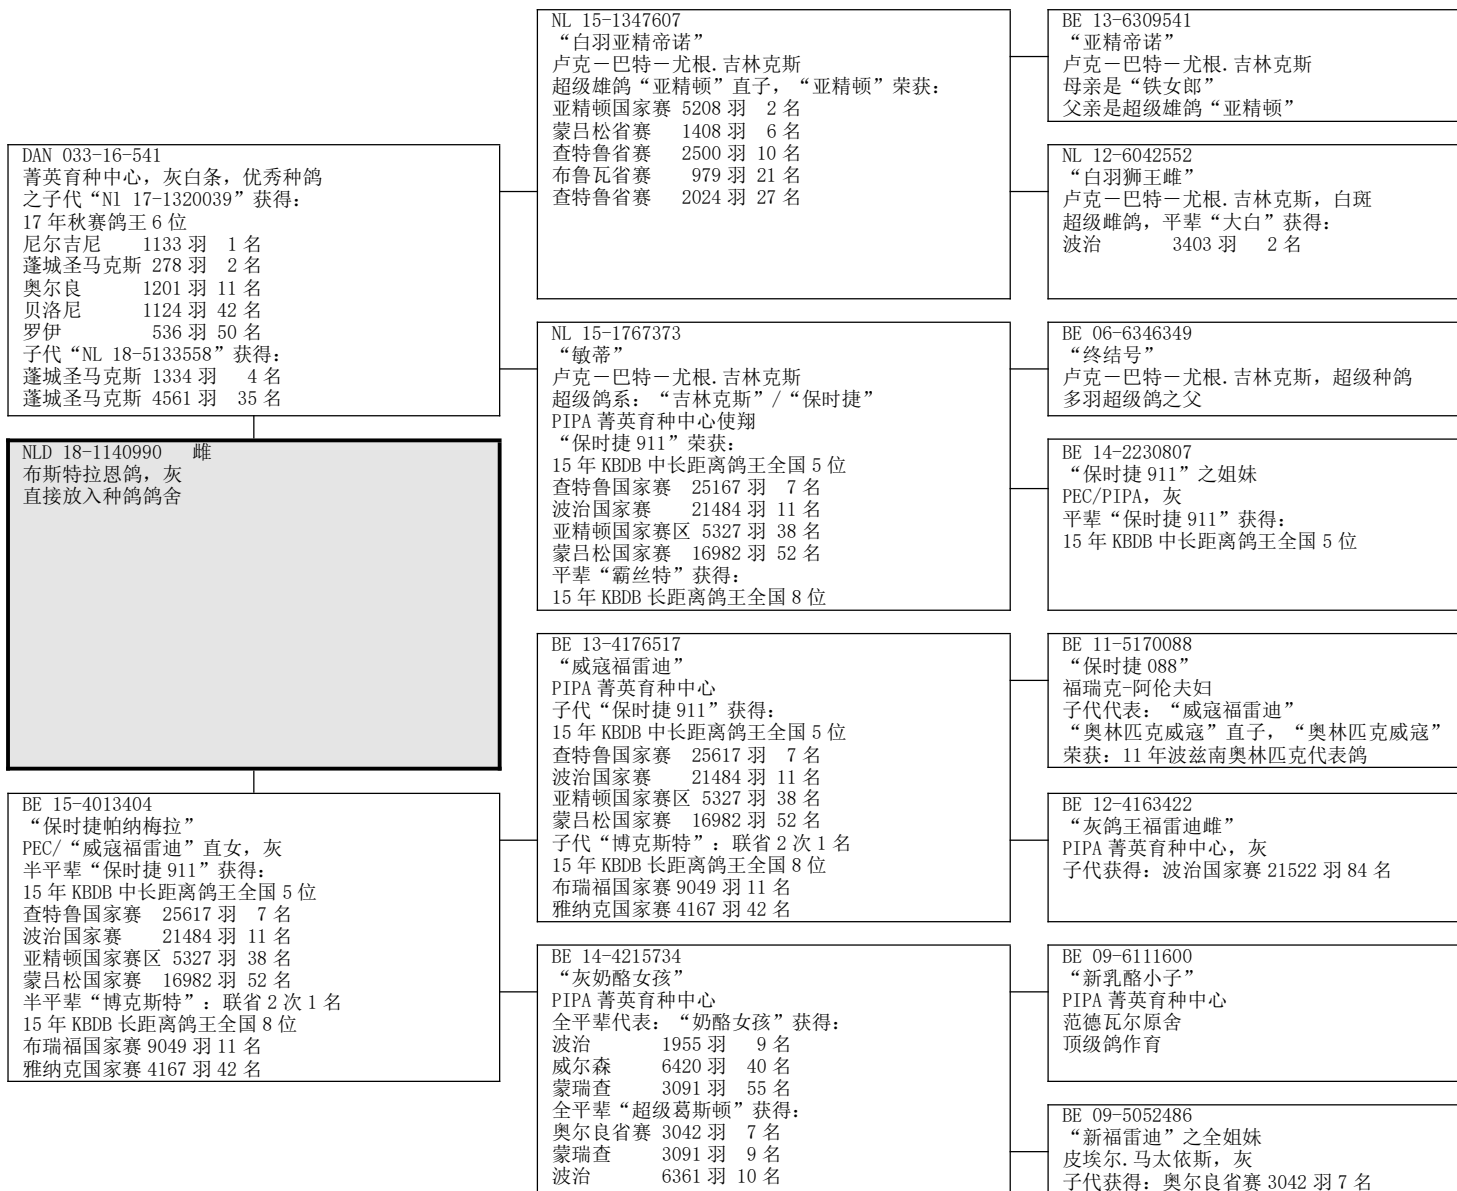 DAN 033-16-541
菁英育种中心，灰白条，优秀种鸽
之子代“Nl 17-1320039”获得：
17 年秋赛鸽王 6 位
尼尔吉尼 1133 羽 1 名
蓬城圣马克斯 278 羽 2 名
奥尔良 1201 羽 11 名
贝洛尼 1124 羽 42 名
罗伊 536 羽 50 名
子代“NL 18-5133558”获得：
蓬城圣马克斯 1334 羽 4 名
蓬城圣马克斯 4561 羽 35 名
NLD 18-1140990 雌
布斯特拉恩鸽，灰
直接放入种鸽鸽舍
BE 15-4013404
“保时捷帕纳梅拉”
PEC/“威寇福雷迪”直女，灰
半平辈“保时捷 911”获得：
15 年 KBDB 中长距离鸽王全国 5 位
查特鲁国家赛 25617 羽 7 名
波治国家赛 21484 羽 11 名
亚精顿国家赛区 5327 羽 38 名
蒙吕松国家赛 16982 羽 52 名
半平辈“博克斯特”：联省 2 次 1 名
15 年 KBDB 长距离鸽王全国 8 位
布瑞福国家赛 9049 羽 11 名
雅纳克国家赛 4167 羽 42 名
NL 15-1347607
“白羽亚精帝诺”
卢克－巴特－尤根.吉林克斯
超级雄鸽“亚精顿”直子，“亚精顿”荣获：
亚精顿国家赛 5208 羽 2 名
蒙吕松省赛 1408 羽 6 名
查特鲁省赛 2500 羽 10 名
布鲁瓦省赛 979 羽 21 名
查特鲁省赛 2024 羽 27 名
NL 15-1767373
“敏蒂”
卢克－巴特－尤根.吉林克斯
超级鸽系：“吉林克斯”/“保时捷”
PIPA 菁英育种中心使翔
“保时捷 911”荣获：
15 年 KBDB 中长距离鸽王全国 5 位
查特鲁国家赛 25167 羽 7 名
波治国家赛 21484 羽 11 名
亚精顿国家赛区 5327 羽 38 名
蒙吕松国家赛 16982 羽 52 名
平辈“霸丝特”获得：
15 年 KBDB 长距离鸽王全国 8 位
BE 13-4176517
“威寇福雷迪”
PIPA 菁英育种中心
子代“保时捷 911”获得：
15 年 KBDB 中长距离鸽王全国 5 位
查特鲁国家赛 25617 羽 7 名
波治国家赛 21484 羽 11 名
亚精顿国家赛区 5327 羽 38 名
蒙吕松国家赛 16982 羽 52 名
子代“博克斯特”：联省 2 次 1 名
15 年 KBDB 长距离鸽王全国 8 位
布瑞福国家赛 9049 羽 11 名
雅纳克国家赛 4167 羽 42 名
BE 14-4215734
“灰奶酪女孩”
PIPA 菁英育种中心
全平辈代表：“奶酪女孩”获得：
波治 1955 羽 9 名
威尔森 6420 羽 40 名
蒙瑞查 3091 羽 55 名
全平辈“超级葛斯顿”获得：
奥尔良省赛 3042 羽 7 名
蒙瑞查 3091 羽 9 名
波治 6361 羽 10 名
BE 13-6309541
“亚精帝诺”
卢克－巴特－尤根.吉林克斯
母亲是“铁女郎”
父亲是超级雄鸽“亚精顿”
NL 12-6042552
“白羽狮王雌”
卢克－巴特－尤根.吉林克斯，白斑
超级雌鸽，平辈“大白”获得：
波治 3403 羽 2 名
BE 06-6346349
“终结号”
卢克－巴特－尤根.吉林克斯，超级种鸽
多羽超级鸽之父
BE 14-2230807
“保时捷 911”之姐妹
PEC/PIPA，灰
平辈“保时捷 911”获得：
15 年 KBDB 中长距离鸽王全国 5 位
BE 11-5170088
“保时捷 088”
福瑞克-阿伦夫妇
子代代表：“威寇福雷迪”
“奥林匹克威寇”直子，“奥林匹克威寇”
荣获：11 年波兹南奥林匹克代表鸽
BE 12-4163422
“灰鸽王福雷迪雌”
PIPA 菁英育种中心，灰
子代获得：波治国家赛 21522 羽 84 名
BE 09-6111600
“新乳酪小子”
PIPA 菁英育种中心
范德瓦尔原舍
顶级鸽作育
BE 09-5052486
“新福雷迪”之全姐妹
皮埃尔.马太依斯，灰
子代获得：奥尔良省赛 3042 羽 7 名